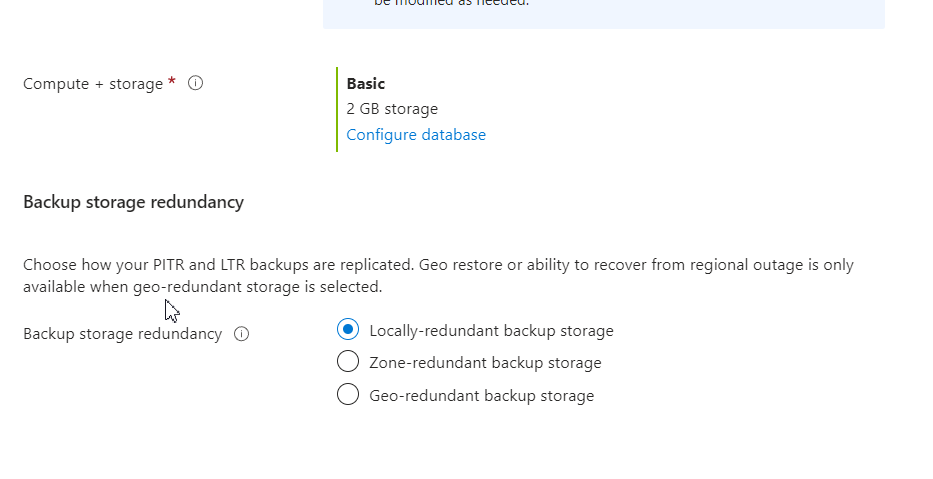 be modified as needed.
Compute + storage *
Basic
2 GB storage
Configure database
Backup storage redundancy
Choose how your PITR and LTR backups are replicated. Geo restore or ability to recover from regional outage is only
available when geo-redundant storage is selected.
Backup storage redundancy
Locally-redundant backup storage
Zone-redundant backup storage
Geo-redundant backup storage